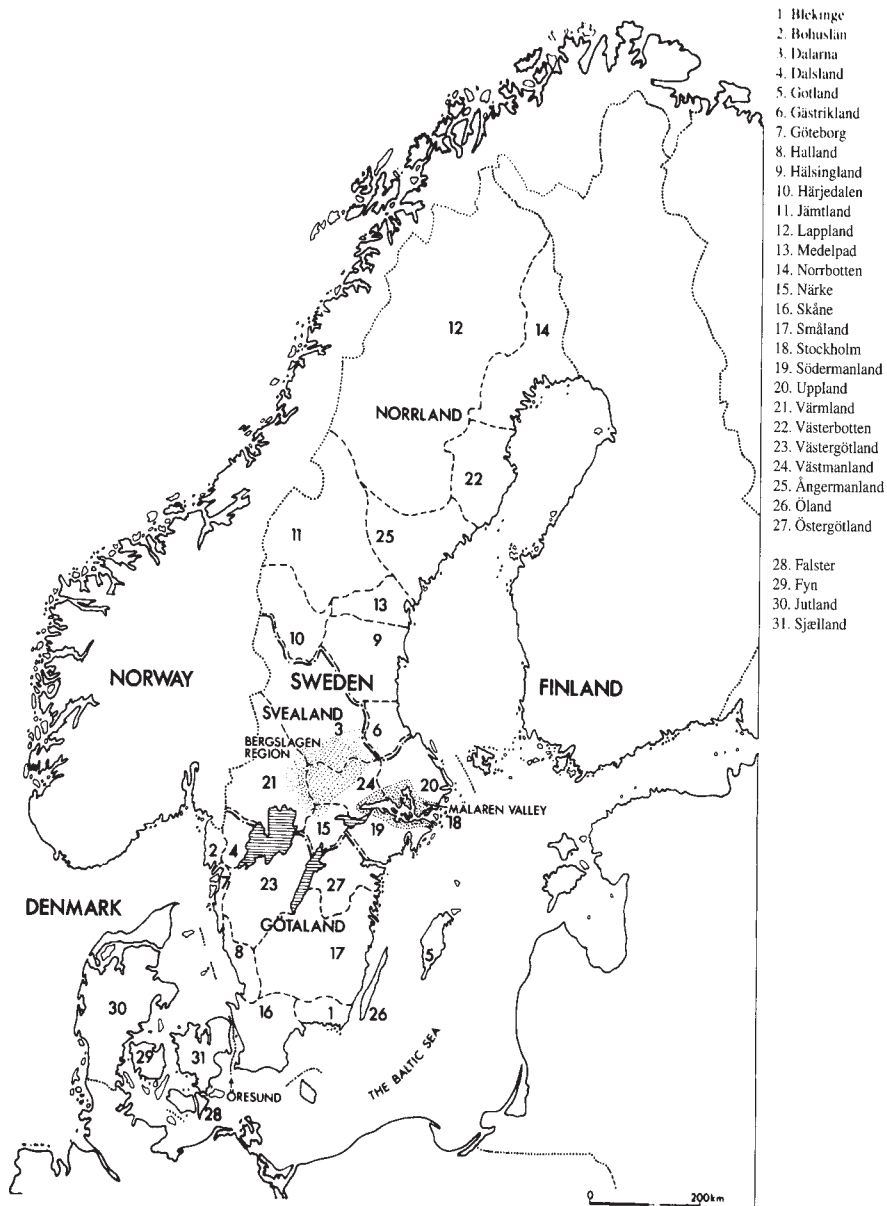 1 Blekinge
2. Bohuslän
3. Dalarna
4. Dalsland
5. Gotland
6. Gästrikland
7. Göteborg
8. Halland
9. Hälsingland
10. Härjedalen
11. Jämtland
12. Lappland
13. Medelpad
14. Norrbotten
15. Närke
16. Skåne
17. Småland
18. Stockholm
19. Södermanland
20. Uppland
21. Värmland
22. Västerbotten
23. Västergötland
24. Västmanland
25. Ångermanland
26. Öland
27. Östergötland
28. Falster
29. Fyn
30. Jutland
31. Sjælland
12
14
NORRLAND
22
11
25
13
10
9
NORWAY
SWEDEN
FINLAND
SVEALAND
3
6
BERGSLAGEN
REGION
21
24
20
MÄLAREN VALLEY
18
15
19
2
4
7
23
27
DENMARK
GÖTALAND
8
17
5
30
16
1
26
29
31
THE BALTIC SEA
ÖRESUND
28
0
200km